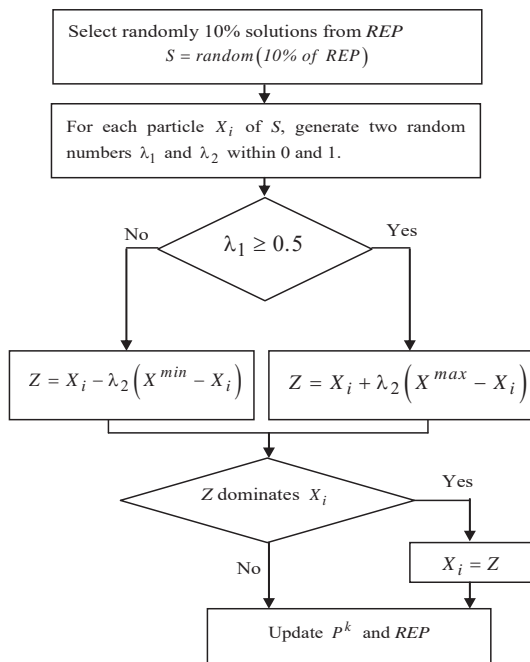 Select randomly 10% solutions from REP
S = random(10% of REP)
For each particle X_i of S, generate two random
numbers λ_1 and λ_2 within 0 and 1.
No
Yes
λ_1 ≥ 0.5
Z = X_i − λ_2(X^min − X_i)
Z = X_i + λ_2(X^max − X_i)
Z dominates X_i
Yes
No
X_i = Z
Update P^k and REP